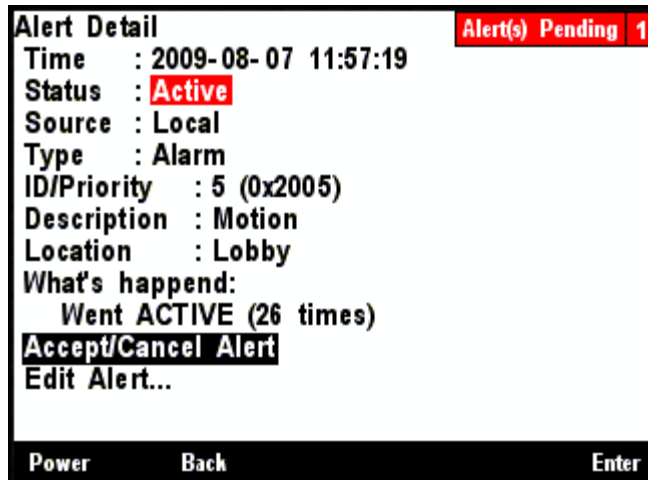 Alert Detail
Alert(s) Pending 1
Time : 2009-08-07 11:57:19
Status : Active
Source : Local
Type : Alarm
ID/Priority : 5 (0x2005)
Description : Motion
Location : Lobby
What's happend:
Went ACTIVE (26 times)
Accept/Cancel Alert
Edit Alert...
Power Back Enter